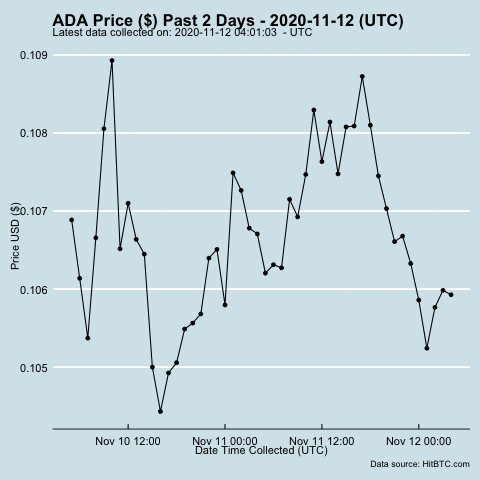 ADA Price ($) Past 2 Days - 2020-11-12 (UTC)
Latest data collected on: 2020-11-12 04:01:03  - UTC
0.109
0.108
0.107
0.106
0.105
Price USD ($)
Nov 10 12:00
Nov 11 00:00
Nov 11 12:00
Nov 12 00:00
Date Time Collected (UTC)
Data source: HitBTC.com